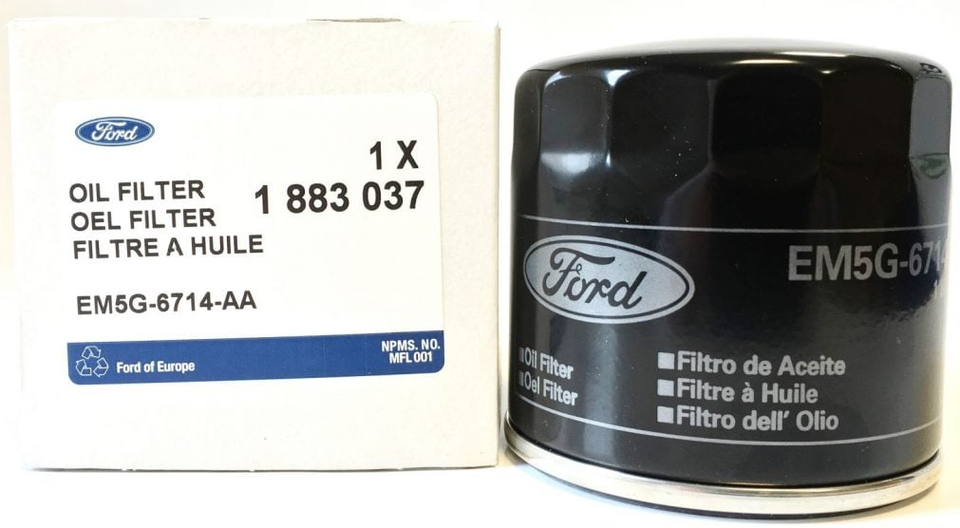 Ford
1 X
OIL FILTER
1 883 037
OEL FILTER
FILTRE A HUILE
EM5G-6714-AA
NPMS. NO.
MFL 001
Ford of Europe
EM5G-6714
Ford
Oil Filter
Oel Filter
Filtro de Aceite
Filtre à Huile
Filtro dell' Olio